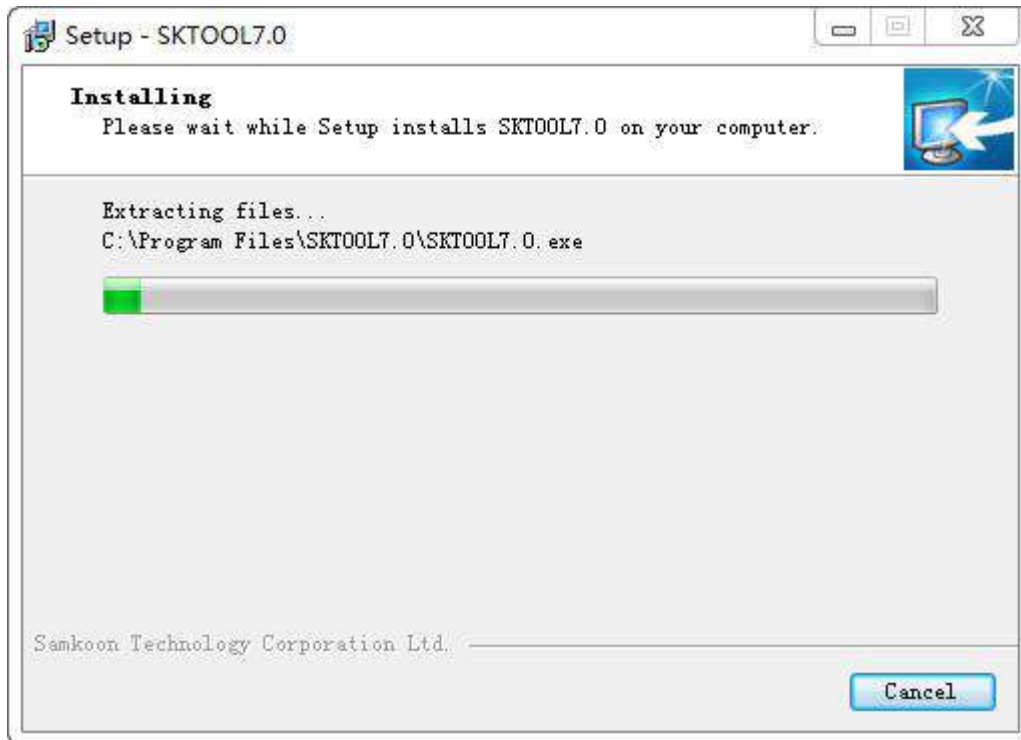 Setup - SKTOOL7.0
Installing
Please wait while Setup installs SKTOOL7.0 on your computer.
Extracting files...
C:\Program Files\SKTOOL7.0\SKTOOL7.0.exe
Samkoon Technology Corporation Ltd.
Cancel